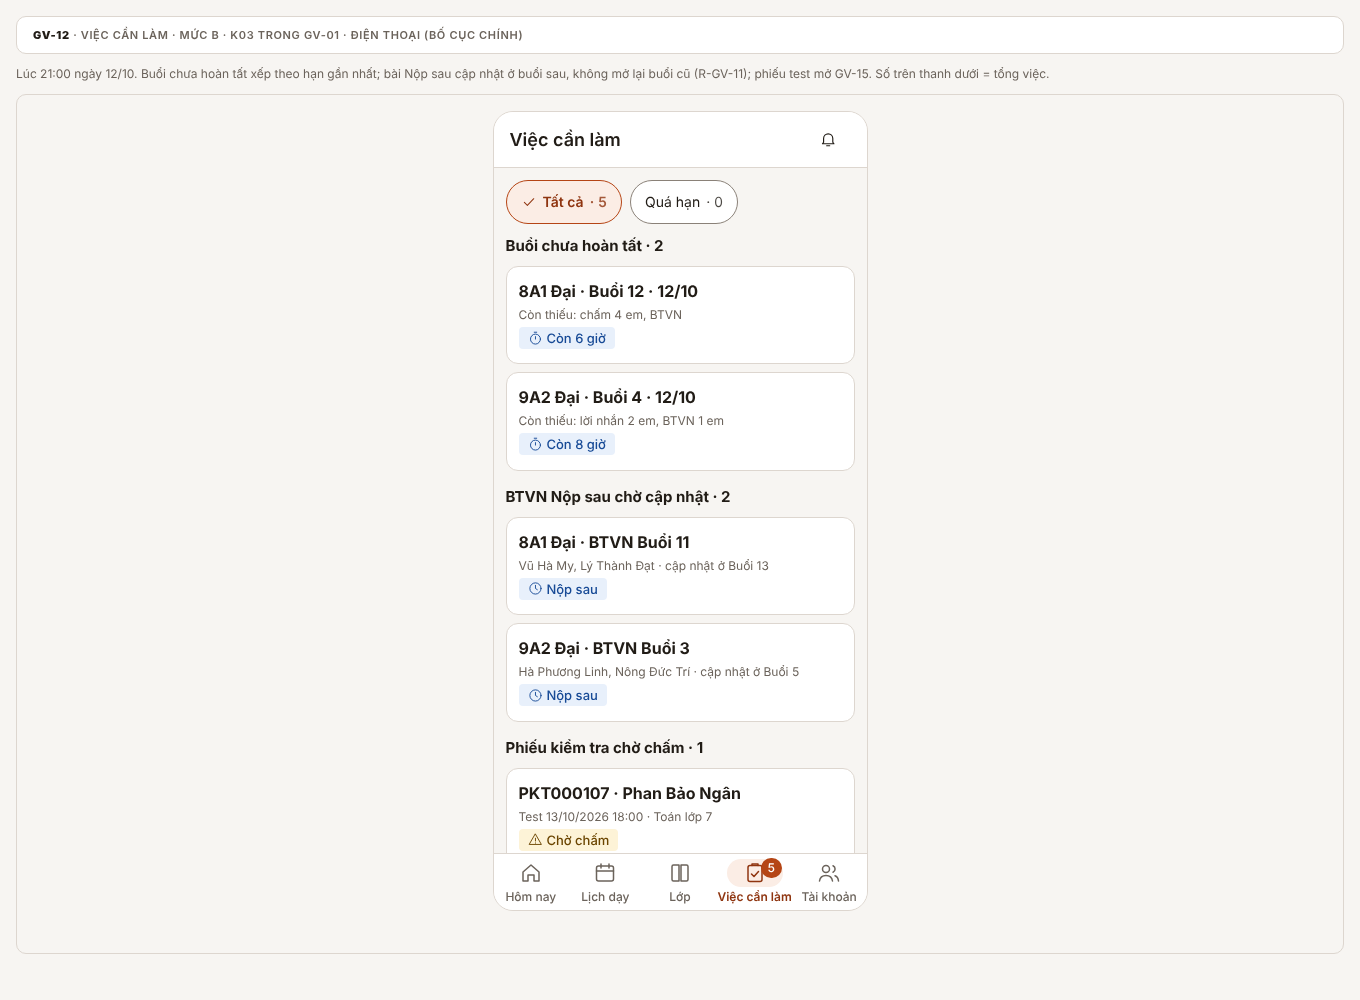 GV-12 · VIỆC CẦN LÀM · MỨC B · K03 TRONG GV-01 · ĐIỆN THOẠI (BỐ CỤC CHÍNH)
Lúc 21:00 ngày 12/10. Buổi chưa hoàn tất xếp theo hạn gần nhất; bài Nộp sau cập nhật ở buổi sau, không mở lại buổi cũ (R-GV-11); phiếu test mở GV-15. Số trên thanh dưới = tổng việc.
Việc cần làm
Tất cả · 5
Quá hạn · 0
Buổi chưa hoàn tất · 2
8A1 Đại · Buổi 12 · 12/10
Còn thiếu: chấm 4 em, BTVN
Còn 6 giờ
9A2 Đại · Buổi 4 · 12/10
Còn thiếu: lời nhắn 2 em, BTVN 1 em
Còn 8 giờ
BTVN Nộp sau chờ cập nhật · 2
8A1 Đại · BTVN Buổi 11
Vũ Hà My, Lý Thành Đạt · cập nhật ở Buổi 13
Nộp sau
9A2 Đại · BTVN Buổi 3
Hà Phương Linh, Nông Đức Trí · cập nhật ở Buổi 5
Nộp sau
Phiếu kiểm tra chờ chấm · 1
PKT000107 · Phan Bảo Ngân
Test 13/10/2026 18:00 · Toán lớp 7
Chờ chấm
5
Hôm nay
Lịch dạy
Lớp
Việc cần làm
Tài khoản